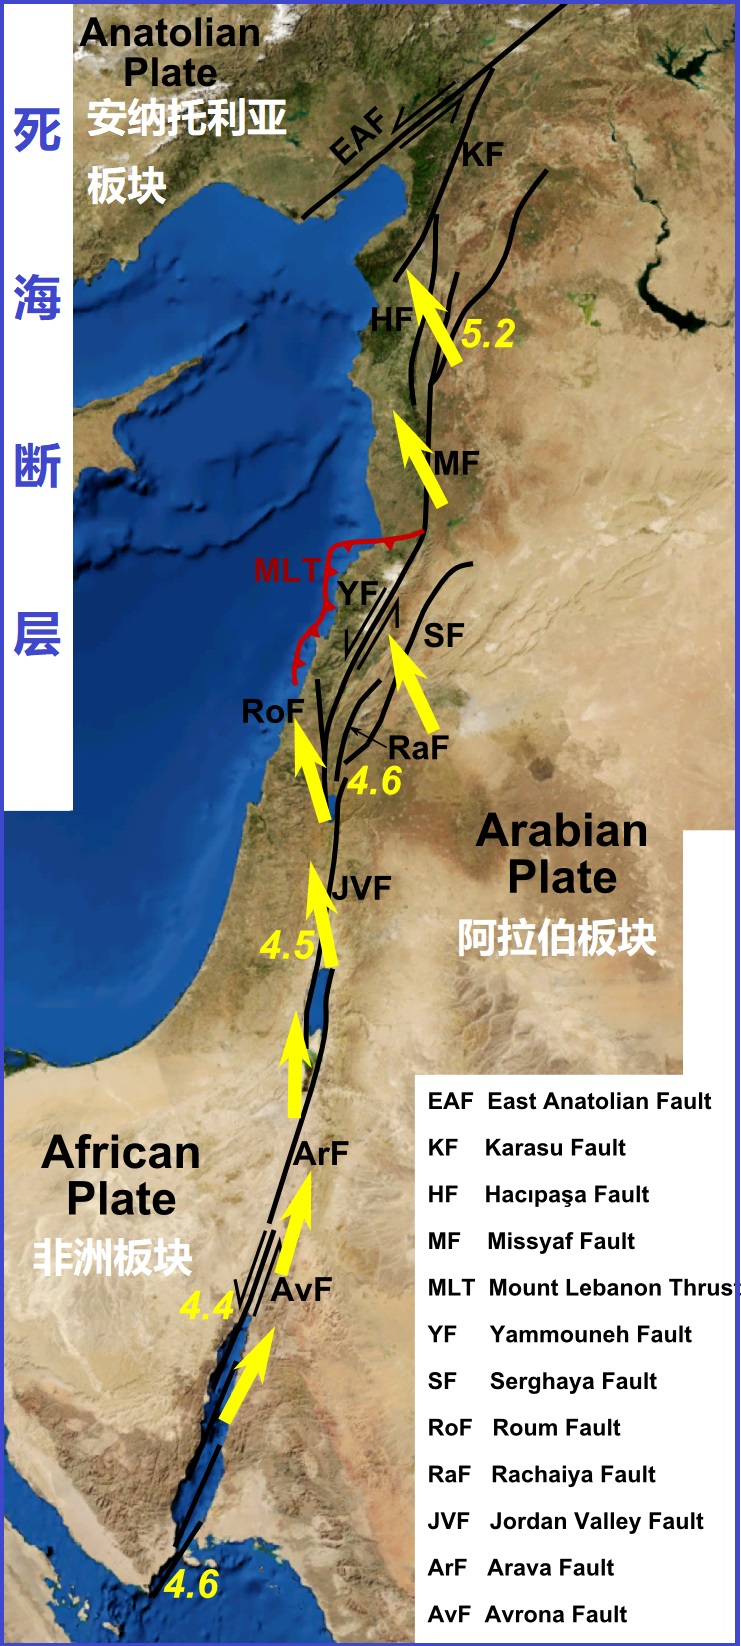 死海断层
Anatolian
Plate
安纳托利亚
板块
EAF
KF
HF
5.2
MF
MLT
YF
SF
RoF
RaF
4.6
Arabian
Plate
阿拉伯板块
JVF
4.5
African
Plate
非洲板块
ArF
AvF
4.4
4.6
EAF East Anatolian Fault
KF Karasu Fault
HF Hacıpaşa Fault
MF Missyaf Fault
MLT Mount Lebanon Thrust
YF Yammouneh Fault
SF Serghaya Fault
RoF Roum Fault
RaF Rachaiya Fault
JVF Jordan Valley Fault
ArF Arava Fault
AvF Avrona Fault